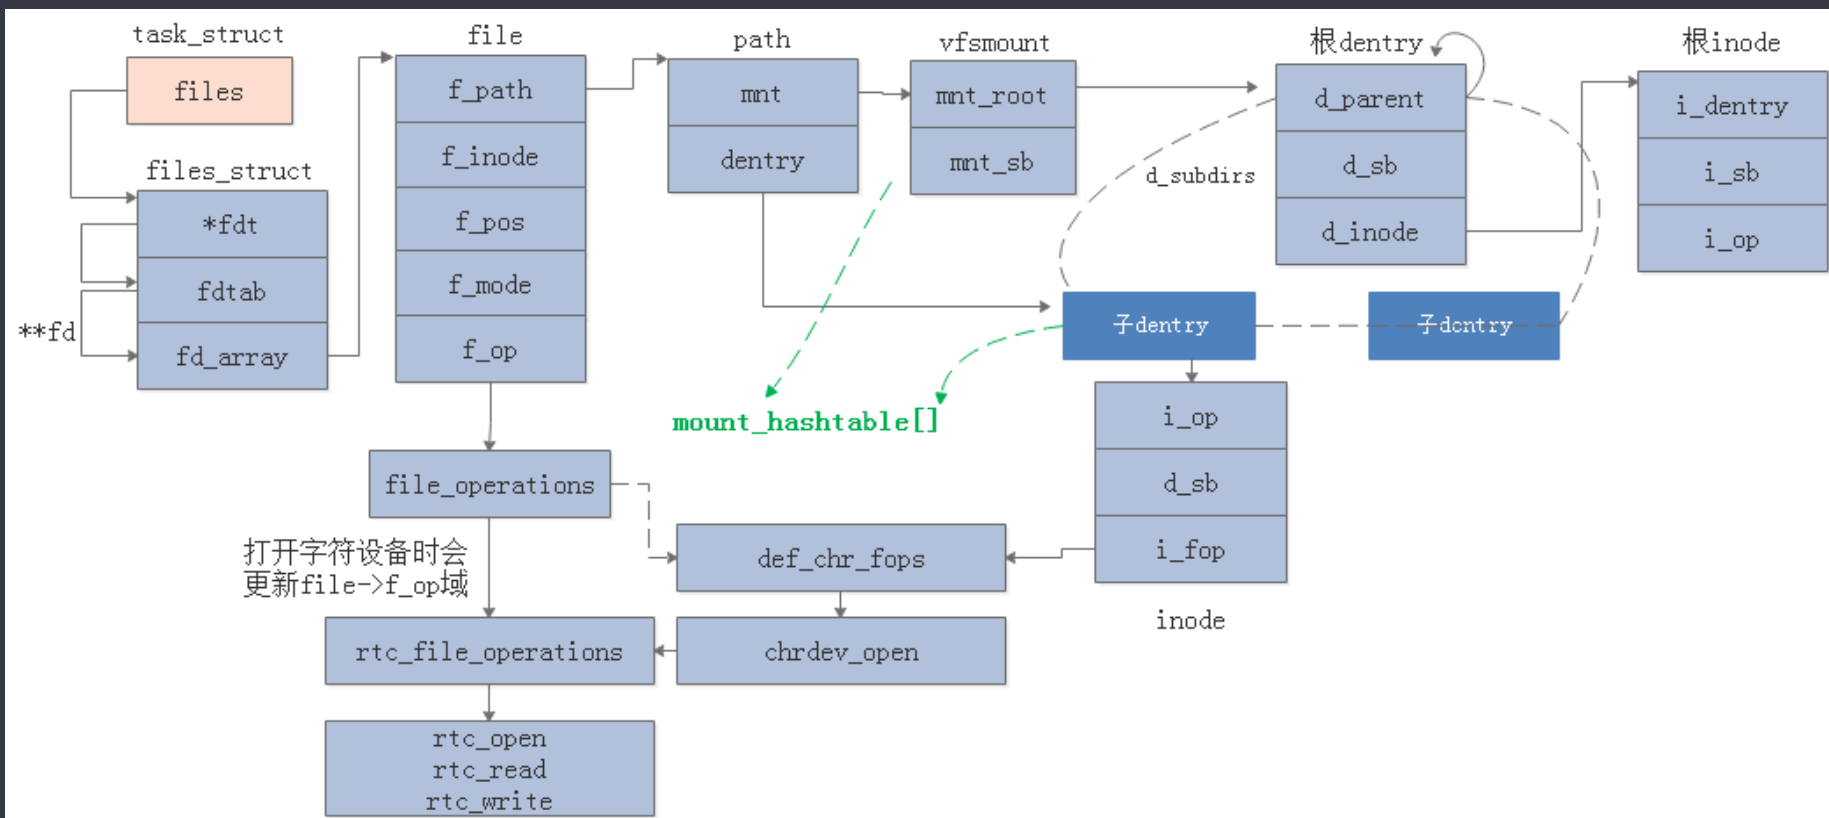 task_struct
files
files_struct
*fdt
fdtab
**fd
fd_array
file
f_path
f_inode
f_pos
f_mode
f_op
path
mnt
dentry
vfsmount
mnt_root
mnt_sb
根dentry
d_parent
d_sb
d_inode
d_subdirs
根inode
i_dentry
i_sb
i_op
子dentry
子dentry
mount_hashtable[]
i_op
d_sb
i_fop
inode
file_operations
打开字符设备时会
更新file->f_op域
def_chr_fops
rtc_file_operations
chrdev_open
rtc_open
rtc_read
rtc_write